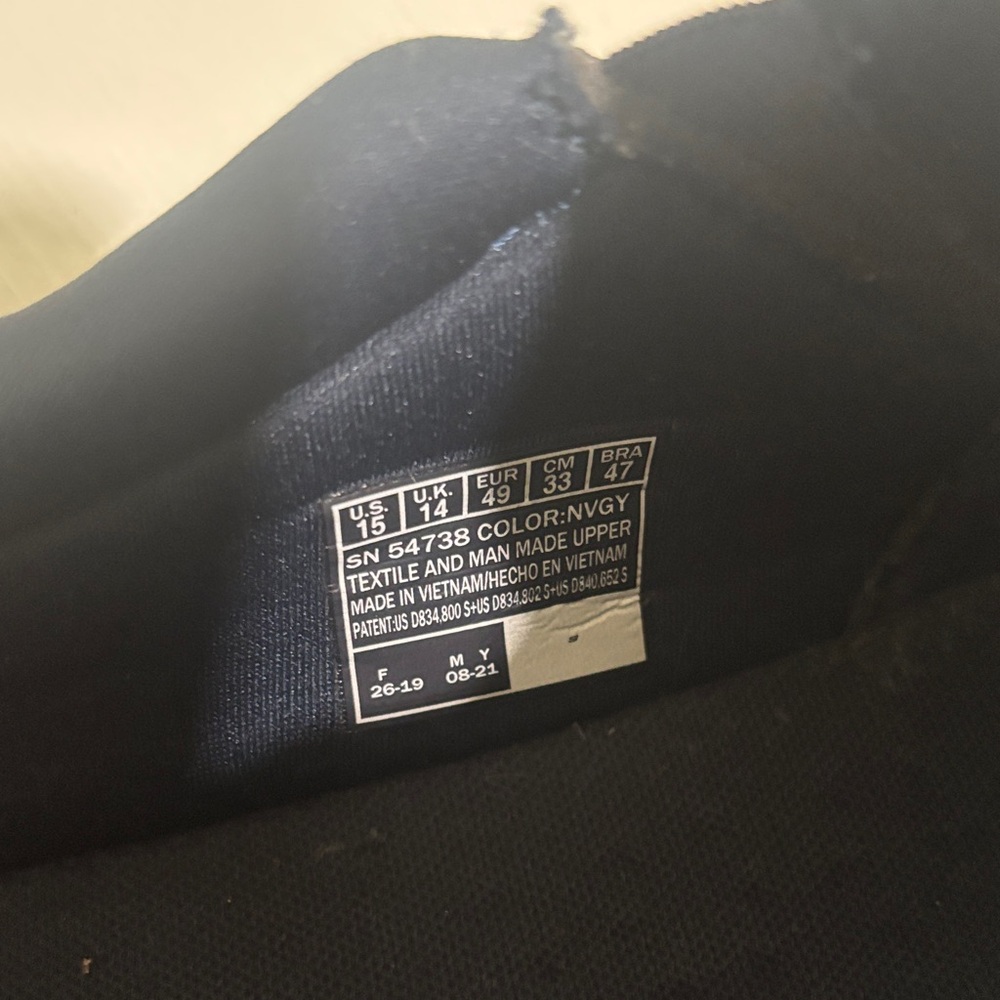 U.S. U.K. EUR CM BRA
15 14 49 33 47
SN 54738 COLOR:NVGY
TEXTILE AND MAN MADE UPPER
MADE IN VIETNAM/HECHO EN VIETNAM
PATENT:US D834,800 S+US D834,802 S+US D840,652 S
F M Y
26-19 08-21